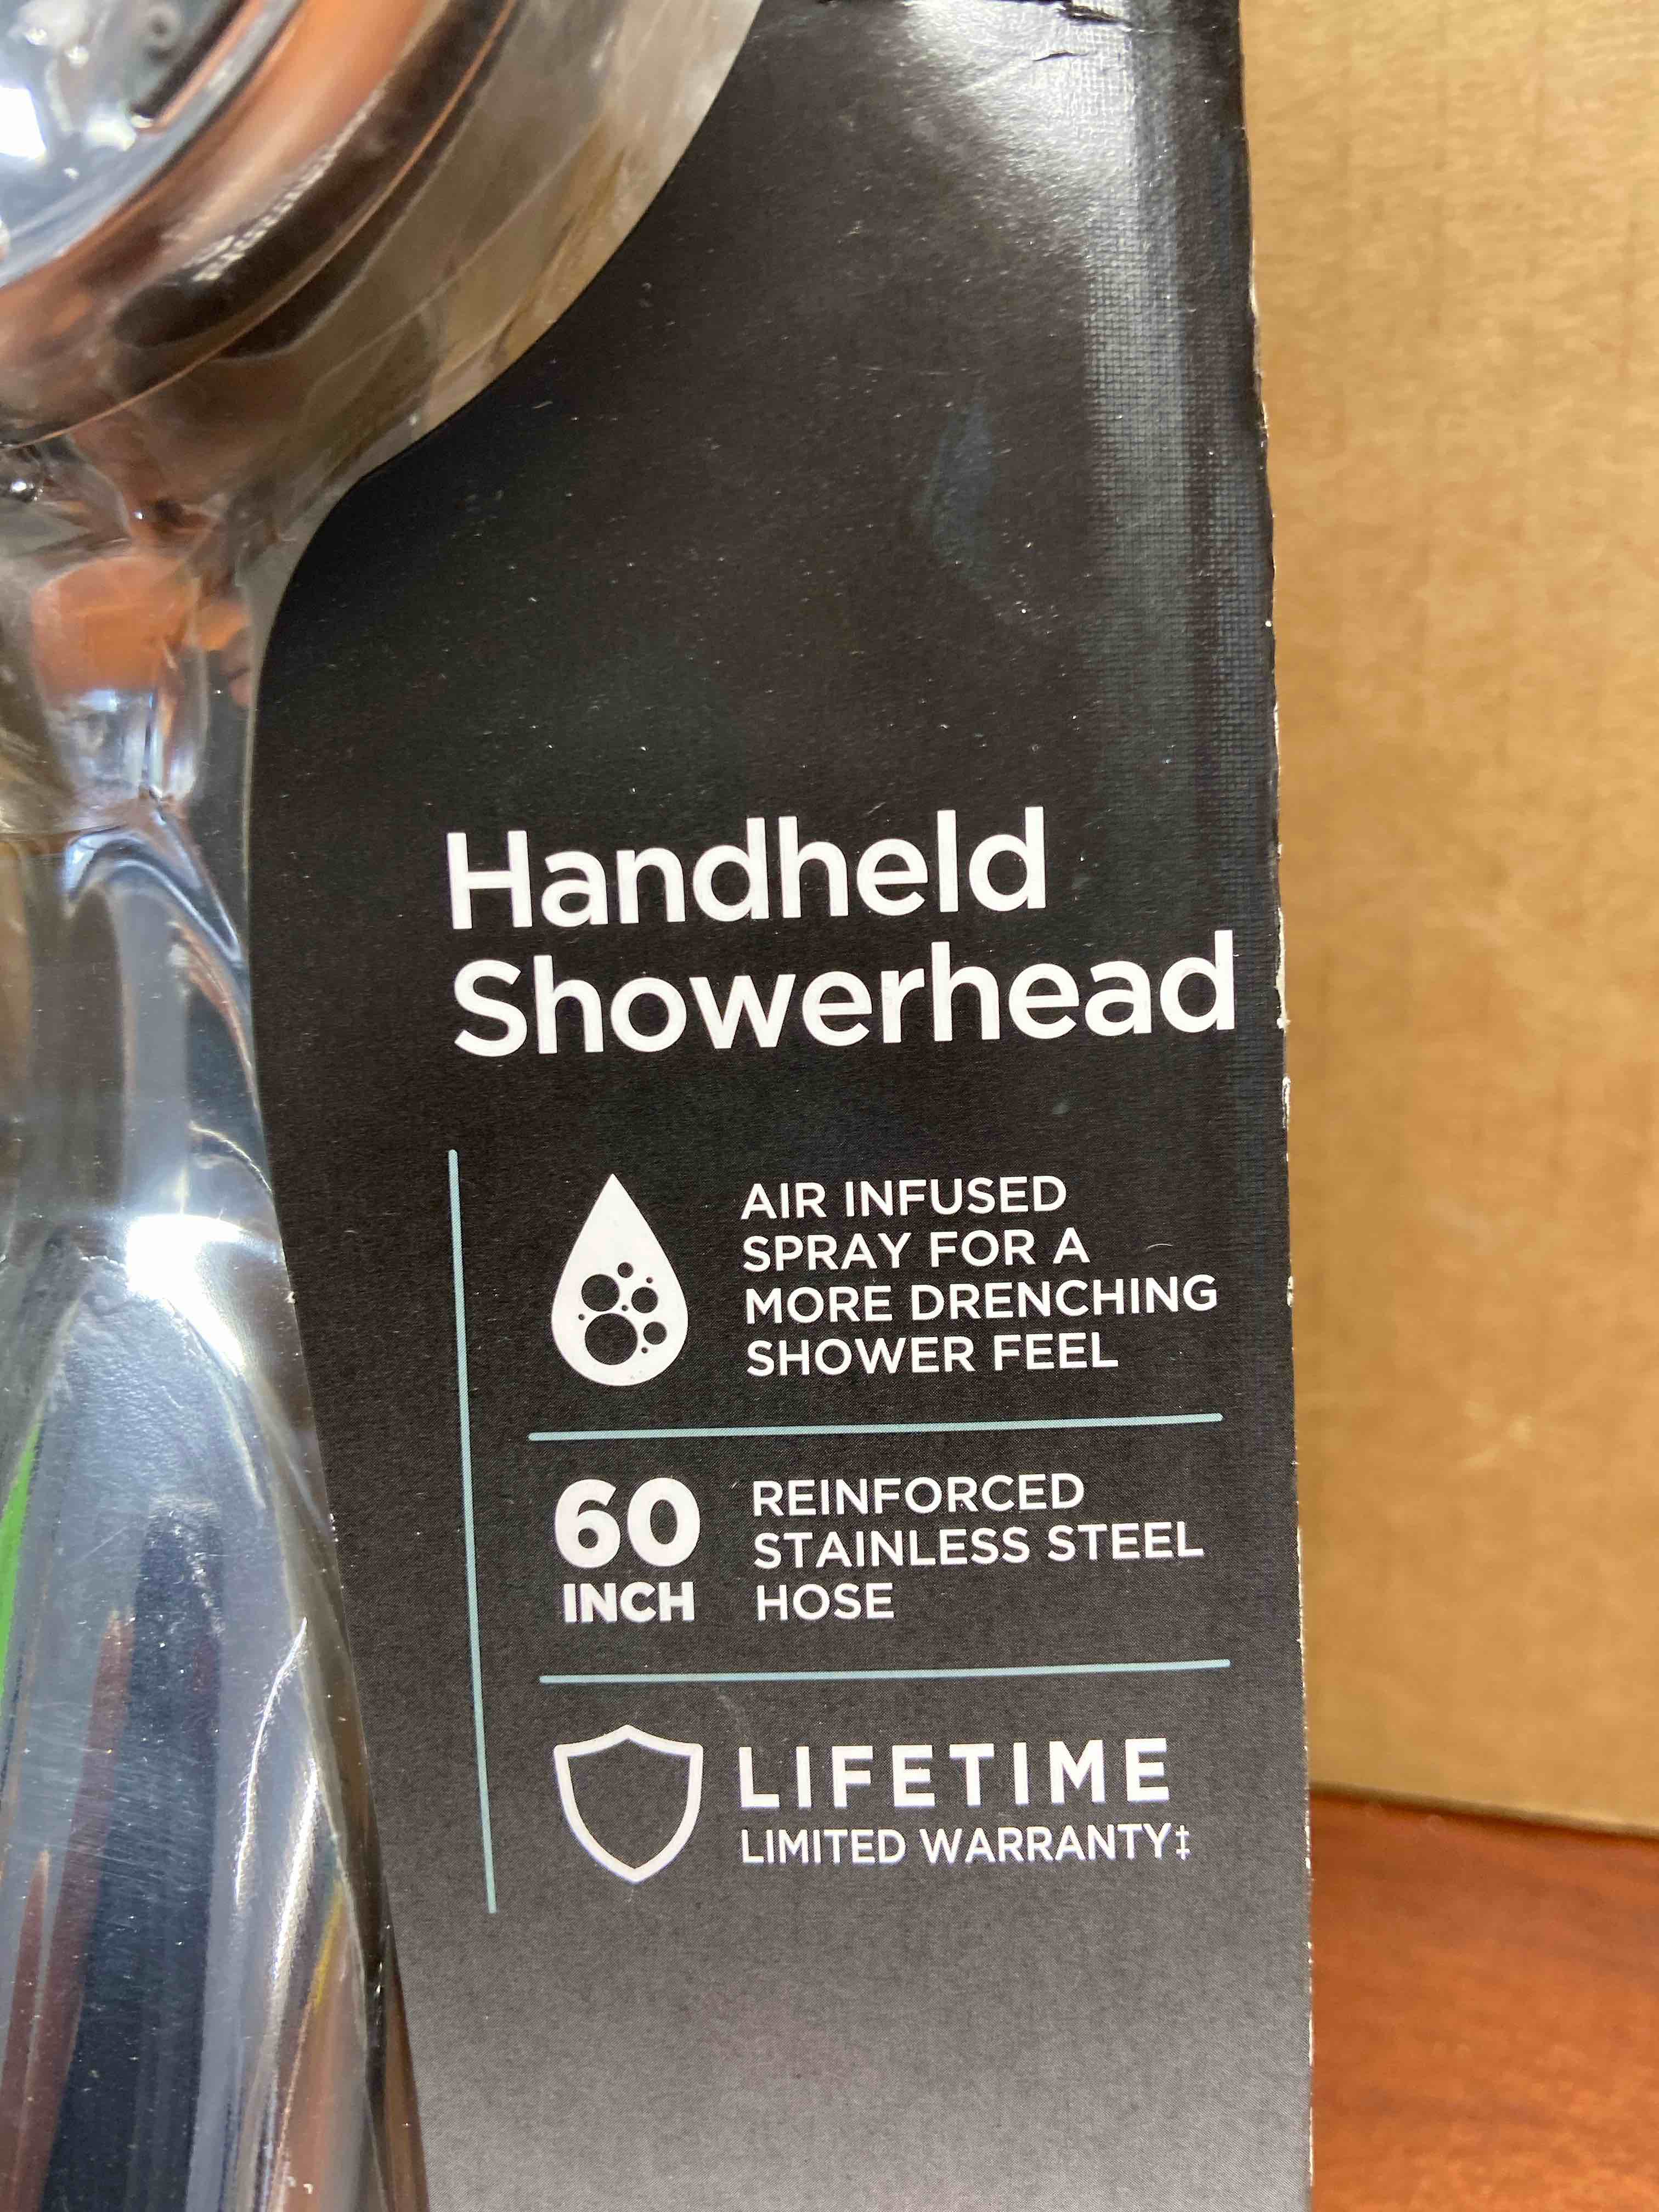 Handheld
Showerhead
AIR INFUSED
SPRAY FOR A
MORE DRENCHING
SHOWER FEEL
60
INCH
REINFORCED
STAINLESS STEEL
HOSE
LIFETIME
LIMITED WARRANTY‡